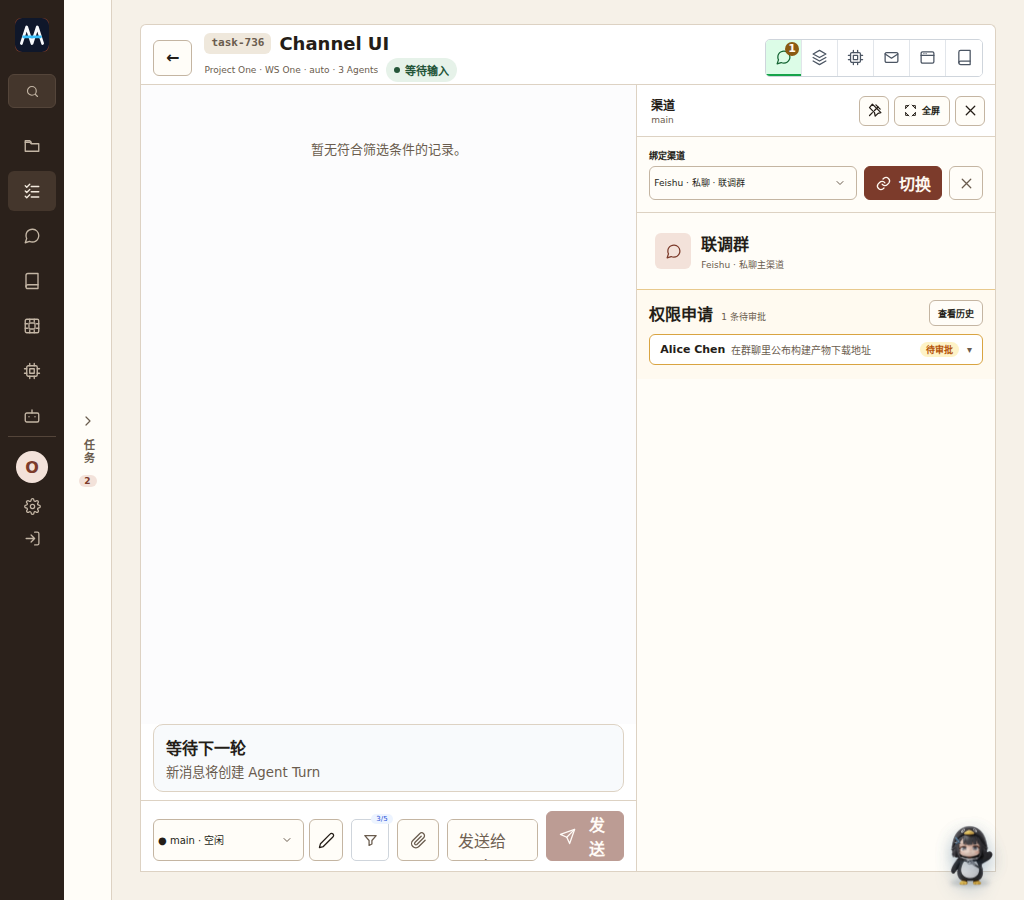 task-736 Channel UI
Project One · WS One · auto · 3 Agents 等待输入
1
任务
2
暂无符合筛选条件的记录。
等待下一轮
新消息将创建 Agent Turn
main · 空闲
3/5
发送给
发送
渠道
main
全屏
绑定渠道
Feishu · 私聊 · 联调群
切换
联调群
Feishu · 私聊主渠道
权限申请 1 条待审批
查看历史
Alice Chen 在群聊里公布构建产物下载地址 待审批
O